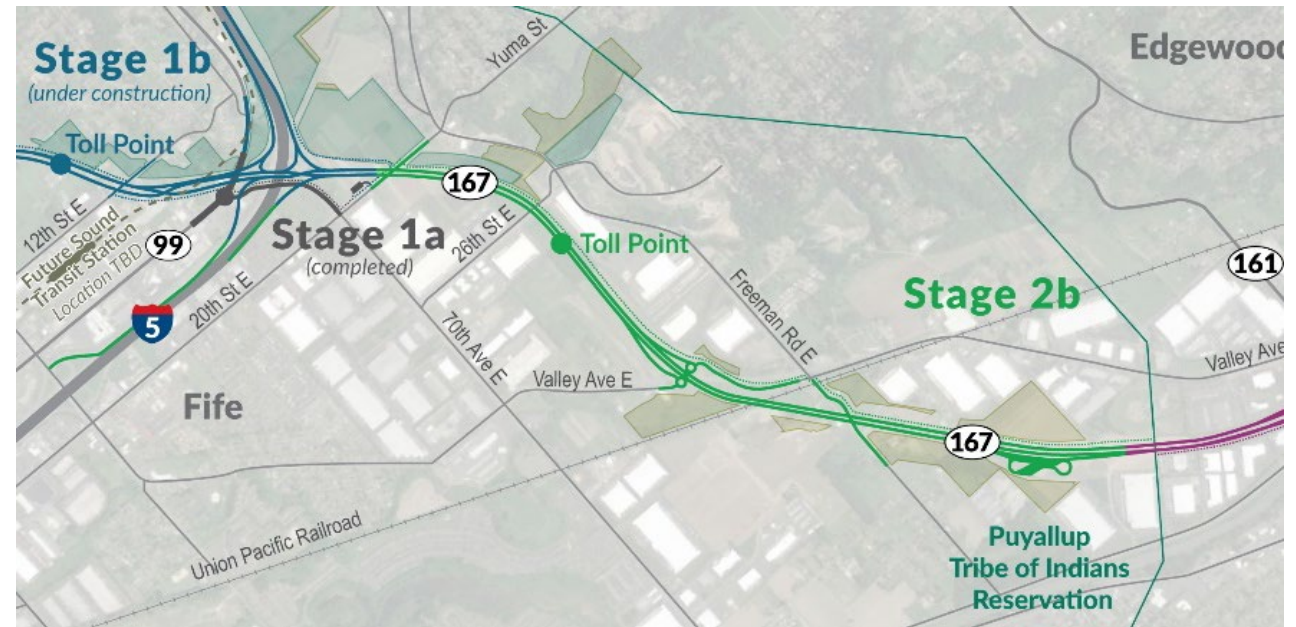 Stage 1b
(under construction)
Toll Point
Yuma St
Edgewood
167
12th St E
Future Sound
Transit Station
Location TBD
99
Stage 1a
(completed)
26th St E
Toll Point
20th St E
5
Freeman Rd E
161
Stage 2b
70th Ave E
Valley Ave E
Valley Ave
Fife
167
Union Pacific Railroad
Puyallup
Tribe of Indians
Reservation